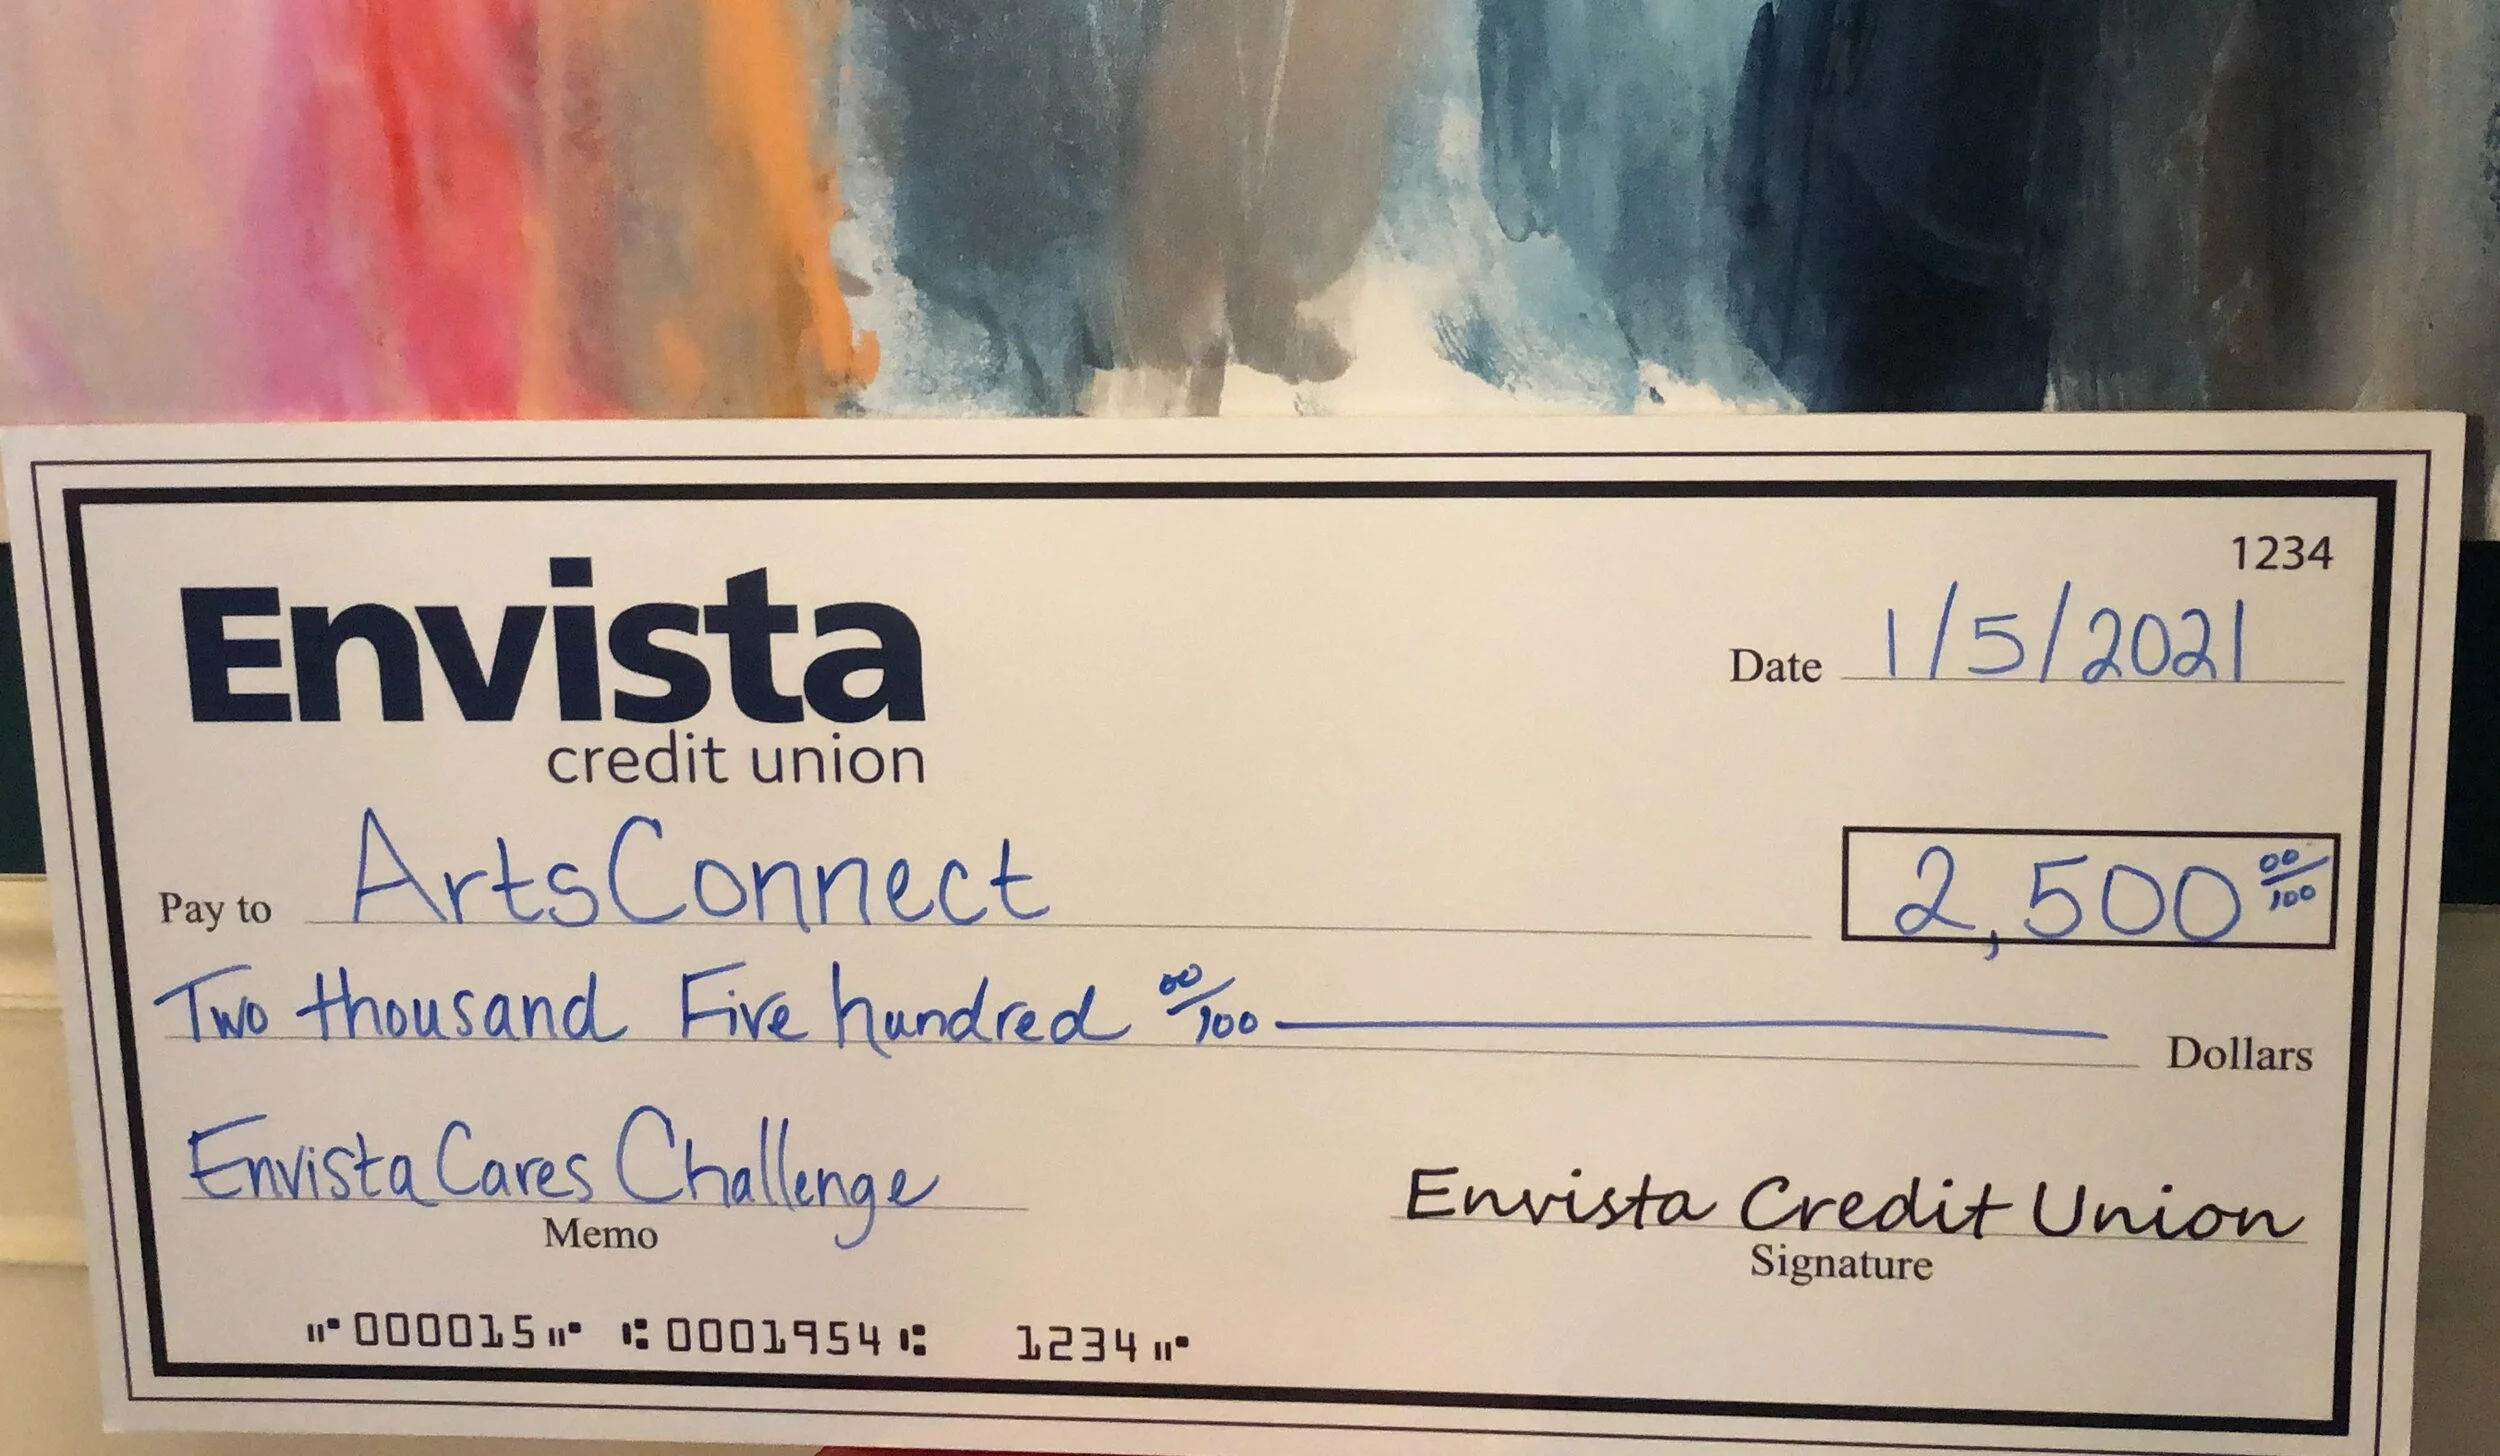 1234
Envista
credit union
Date 1/5/2021
Pay to ArtsConnect 2,500 00/100
Two thousand Five hundred 00/100 Dollars
Envista Cares Challenge
Memo
Envista Credit Union
Signature
⑈000015⑈ ⑆0001954⑆ 1234⑈